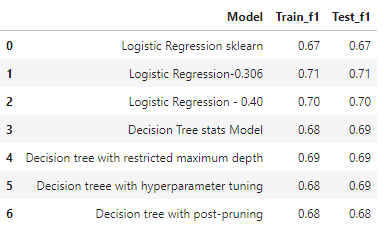 Model Train_f1 Test_f1
0 Logistic Regression sklearn 0.67 0.67
1 Logistic Regression-0.306 0.71 0.71
2 Logistic Regression - 0.40 0.70 0.70
3 Decision Tree stats Model 0.68 0.69
4 Decision tree with restricted maximum depth 0.69 0.69
5 Decision treee with hyperparameter tuning 0.68 0.69
6 Decision tree with post-pruning 0.68 0.68